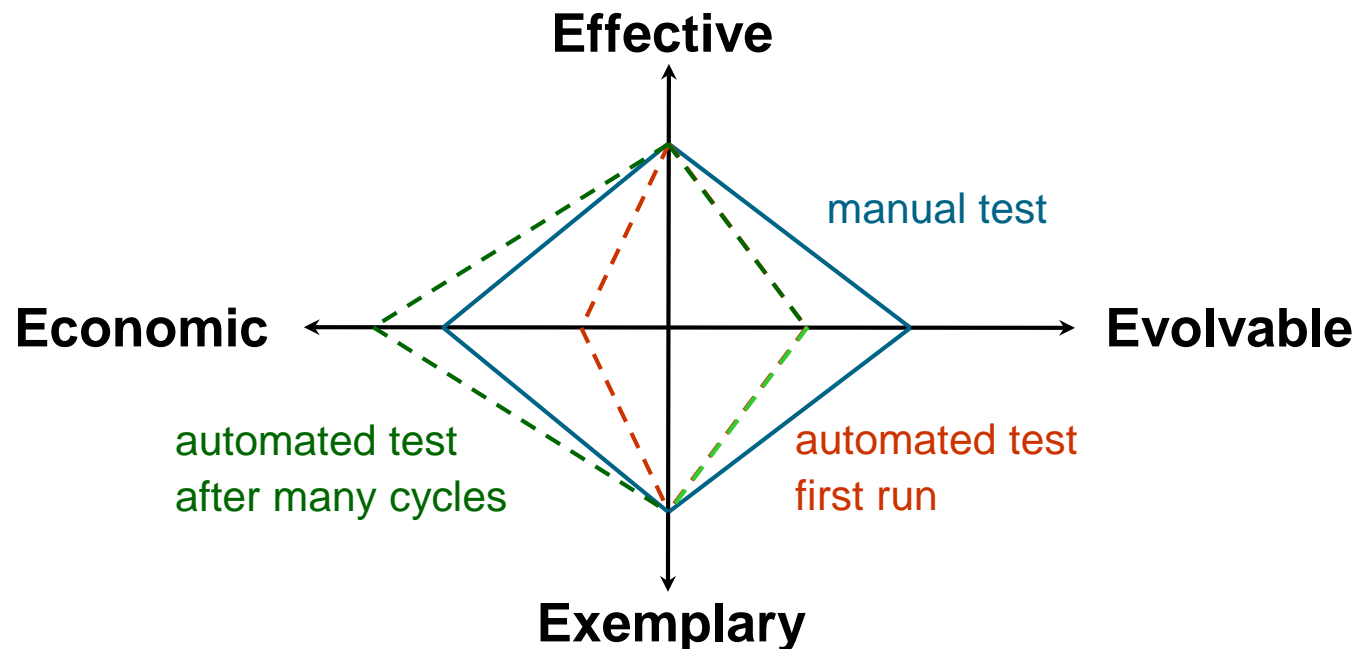 Effective
manual test
Economic
Evolvable
automated test
after many cycles
automated test
first run
Exemplary